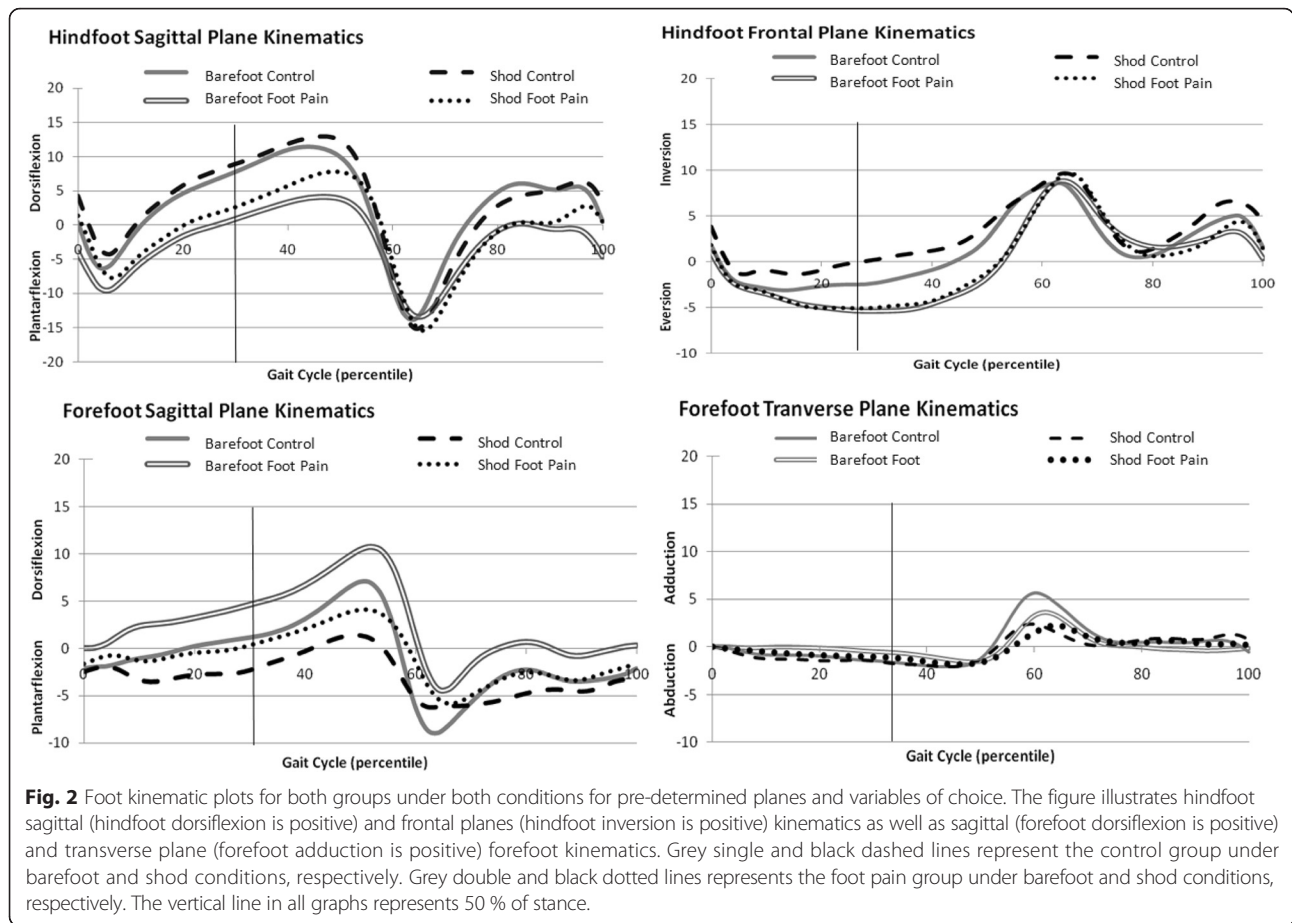 Hindfoot Sagittal Plane Kinematics
Barefoot Control
Shod Control
Barefoot Foot Pain
Shod Foot Pain
20
15
10
5
0
-5
-10
-15
-20
Dorsiflexion
Plantarflexion
0
20
40
60
80
100
Gait Cycle (percentile)
Hindfoot Frontal Plane Kinematics
Barefoot Control
Shod Control
Barefoot Foot Pain
Shod Foot Pain
20
15
10
5
0
-5
-10
Inversion
Eversion
0
20
40
60
80
100
Gait Cycle (percentile)
Forefoot Sagittal Plane Kinematics
Barefoot Control
Shod Control
Barefoot Foot Pain
Shod Foot Pain
20
15
10
5
0
-5
-10
Dorsiflexion
Plantarflexion
0
20
40
60
80
100
Gait Cycle (percentile)
Forefoot Tranverse Plane Kinematics
Barefoot Control
Shod Control
Barefoot Foot
Shod Foot Pain
20
15
10
5
0
-5
-10
Adduction
Abduction
0
20
40
60
80
100
Gait Cycle (percentile)
Fig. 2 Foot kinematic plots for both groups under both conditions for pre-determined planes and variables of choice. The figure illustrates hindfoot
sagittal (hindfoot dorsiflexion is positive) and frontal planes (hindfoot inversion is positive) kinematics as well as sagittal (forefoot dorsiflexion is positive)
and transverse plane (forefoot adduction is positive) forefoot kinematics. Grey single and black dashed lines represent the control group under
barefoot and shod conditions, respectively. Grey double and black dotted lines represents the foot pain group under barefoot and shod conditions,
respectively. The vertical line in all graphs represents 50 % of stance.